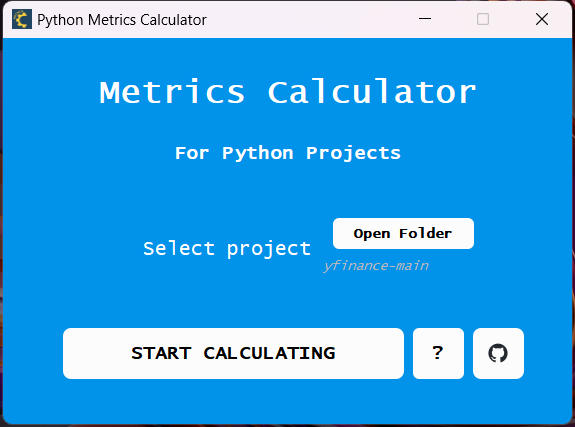 Python Metrics Calculator
Metrics Calculator
For Python Projects
Select project
Open Folder
yfinance-main
START CALCULATING
?